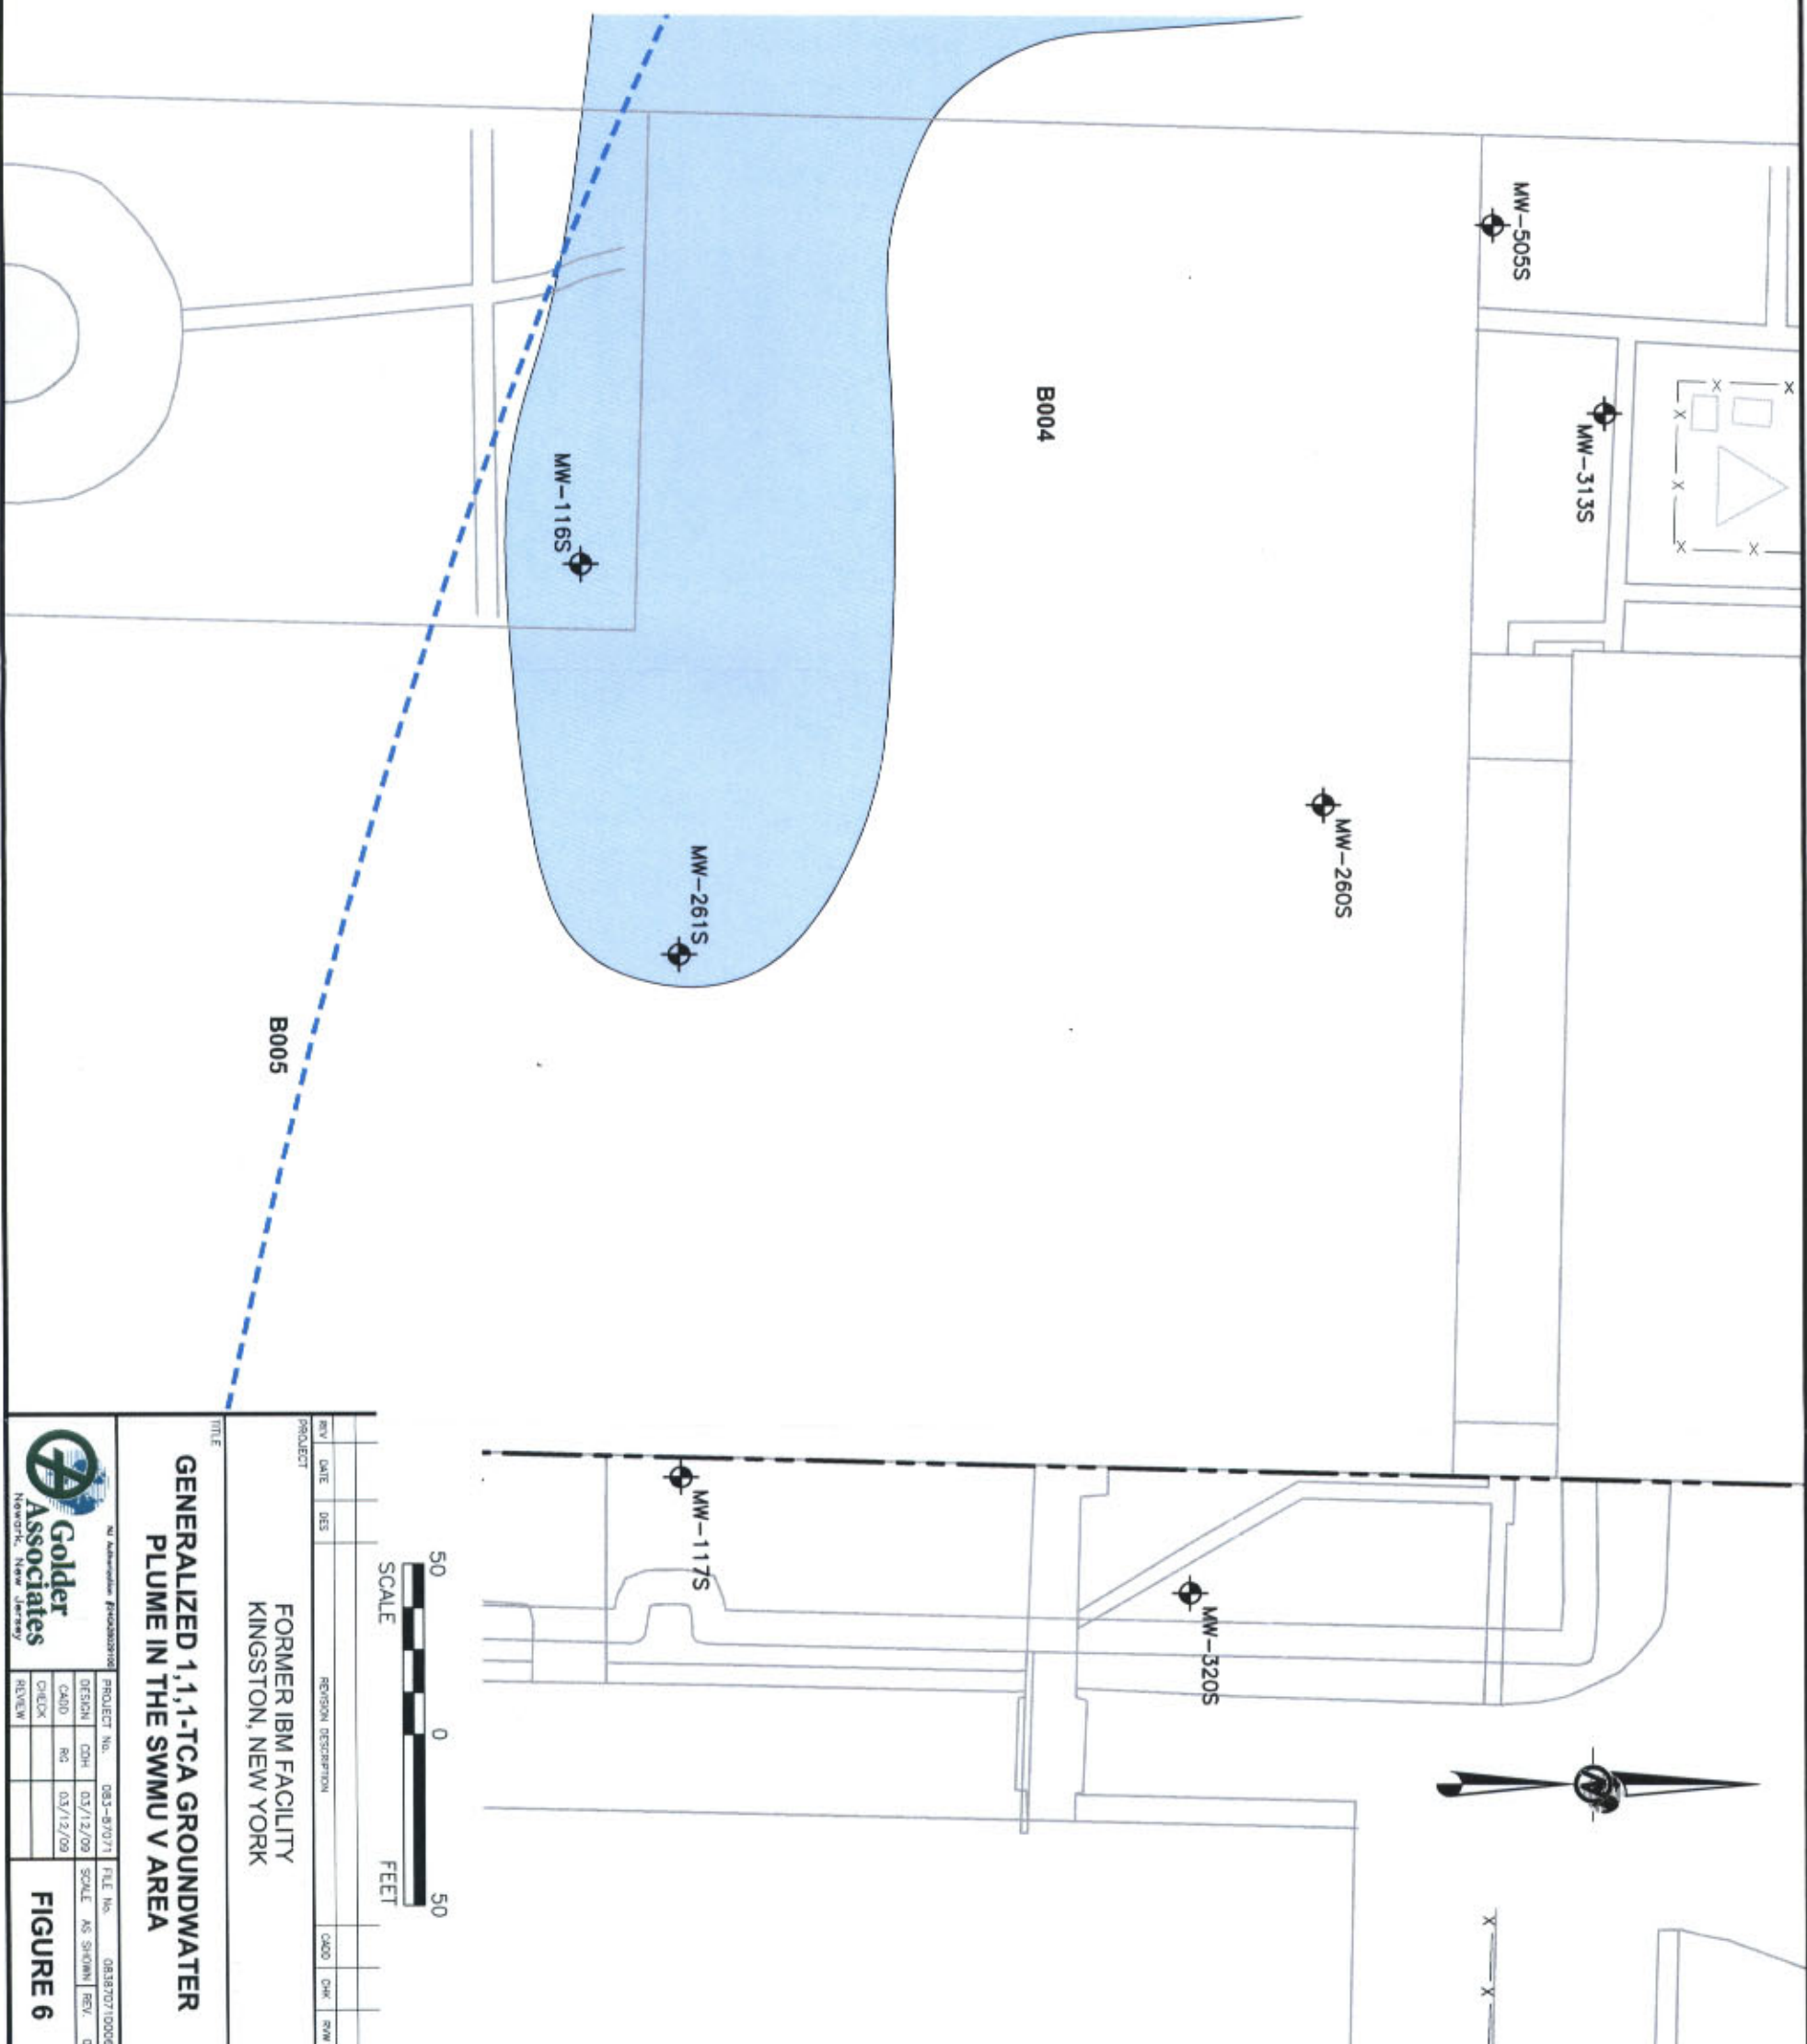 MW-505S
MW-313S
B004
MW-260S
MW-116S
MW-261S
B005
MW-117S
MW-320S
N
50
0
50
SCALE
FEET
REV
DATE
DES
REVISION DESCRIPTION
CADD
CHK
RVW
PROJECT
FORMER IBM FACILITY
KINGSTON, NEW YORK
TITLE
GENERALIZED 1,1,1-TCA GROUNDWATER
PLUME IN THE SWMU V AREA
Golder
Associates
Newark, New Jersey
PROJECT No. 083-87071
FILE No.
DESIGN CDH 03/12/09
SCALE AS SHOWN
REV.
CADD RG 03/12/09
CHECK
REVIEW
FIGURE 6